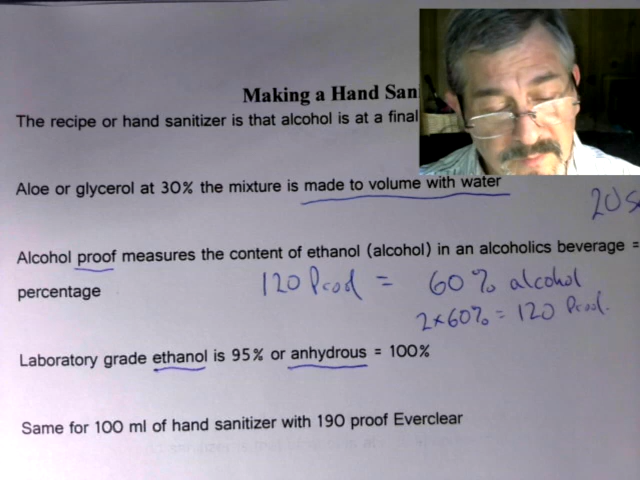 Making a Hand San
The recipe or hand sanitizer is that alcohol is at a final
Aloe or glycerol at 30% the mixture is made to volume with water
20s
Alcohol proof measures the content of ethanol (alcohol) in an alcoholics beverage =
120 Proof = 60% alcohol
percentage
2x60% = 120 Proof.
Laboratory grade ethanol is 95% or anhydrous = 100%
Same for 100 ml of hand sanitizer with 190 proof Everclear